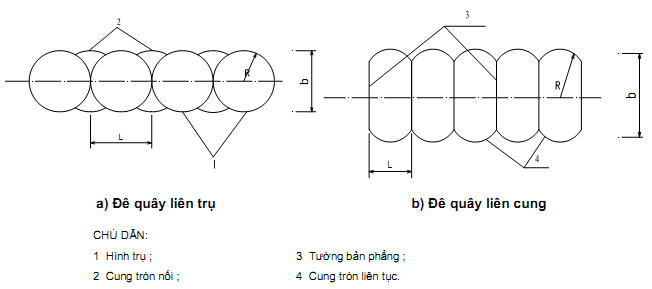 2
R
b
L
1
a) Đê quây liên trụ
3
R
b
L
4
b) Đê quây liên cung
CHÚ DẪN:
1 Hình trụ ;
2 Cung tròn nối ;
3 Tường bản phẳng ;
4 Cung tròn liên tục.